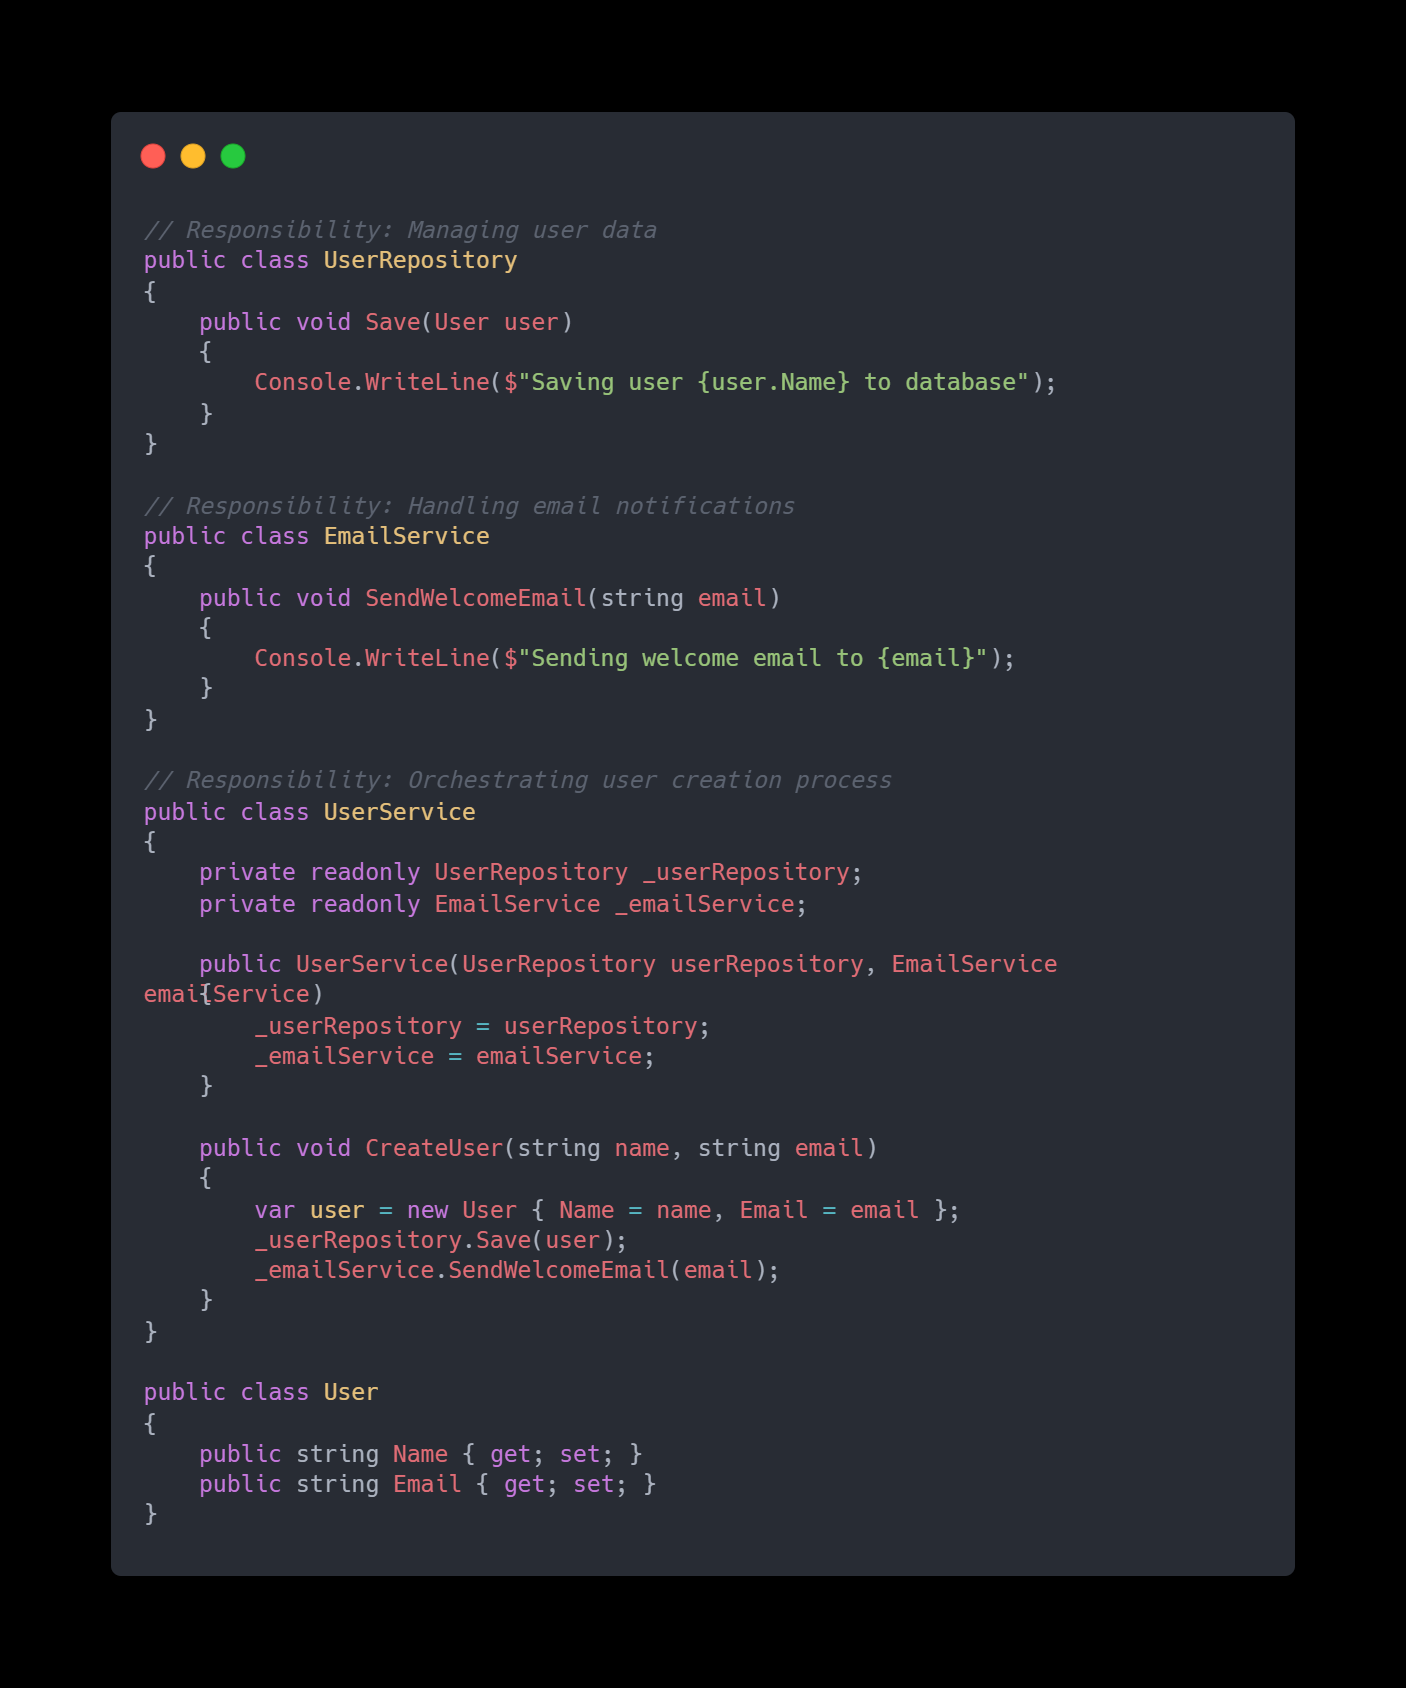 // Responsibility: Managing user data
public class UserRepository
{
    public void Save(User user)
    {
        Console.WriteLine($"Saving user {user.Name} to database");
    }
}

// Responsibility: Handling email notifications
public class EmailService
{
    public void SendWelcomeEmail(string email)
    {
        Console.WriteLine($"Sending welcome email to {email}");
    }
}

// Responsibility: Orchestrating user creation process
public class UserService
{
    private readonly UserRepository _userRepository;
    private readonly EmailService _emailService;

    public UserService(UserRepository userRepository, EmailService
emailService)
    {
        _userRepository = userRepository;
        _emailService = emailService;
    }

    public void CreateUser(string name, string email)
    {
        var user = new User { Name = name, Email = email };
        _userRepository.Save(user);
        _emailService.SendWelcomeEmail(email);
    }
}

public class User
{
    public string Name { get; set; }
    public string Email { get; set; }
}